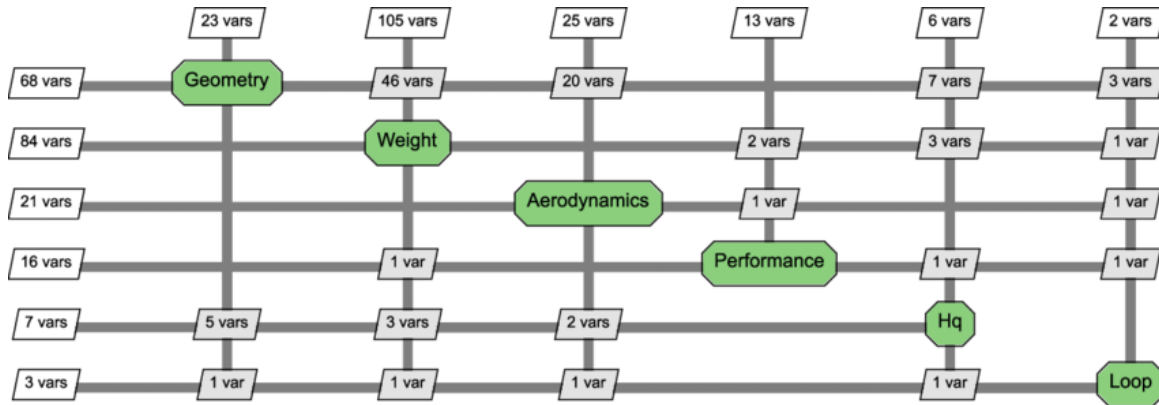 23 vars 105 vars 25 vars 13 vars 6 vars 2 vars
68 vars Geometry 46 vars 20 vars 7 vars 3 vars
84 vars Weight 2 vars 3 vars 1 var
21 vars Aerodynamics 1 var 1 var
16 vars 1 var Performance 1 var 1 var
7 vars 5 vars 3 vars 2 vars Hq
3 vars 1 var 1 var 1 var 1 var Loop